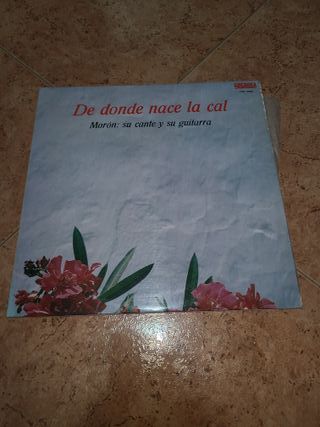 De donde nace la cal
Morón: su cante y su guitarra